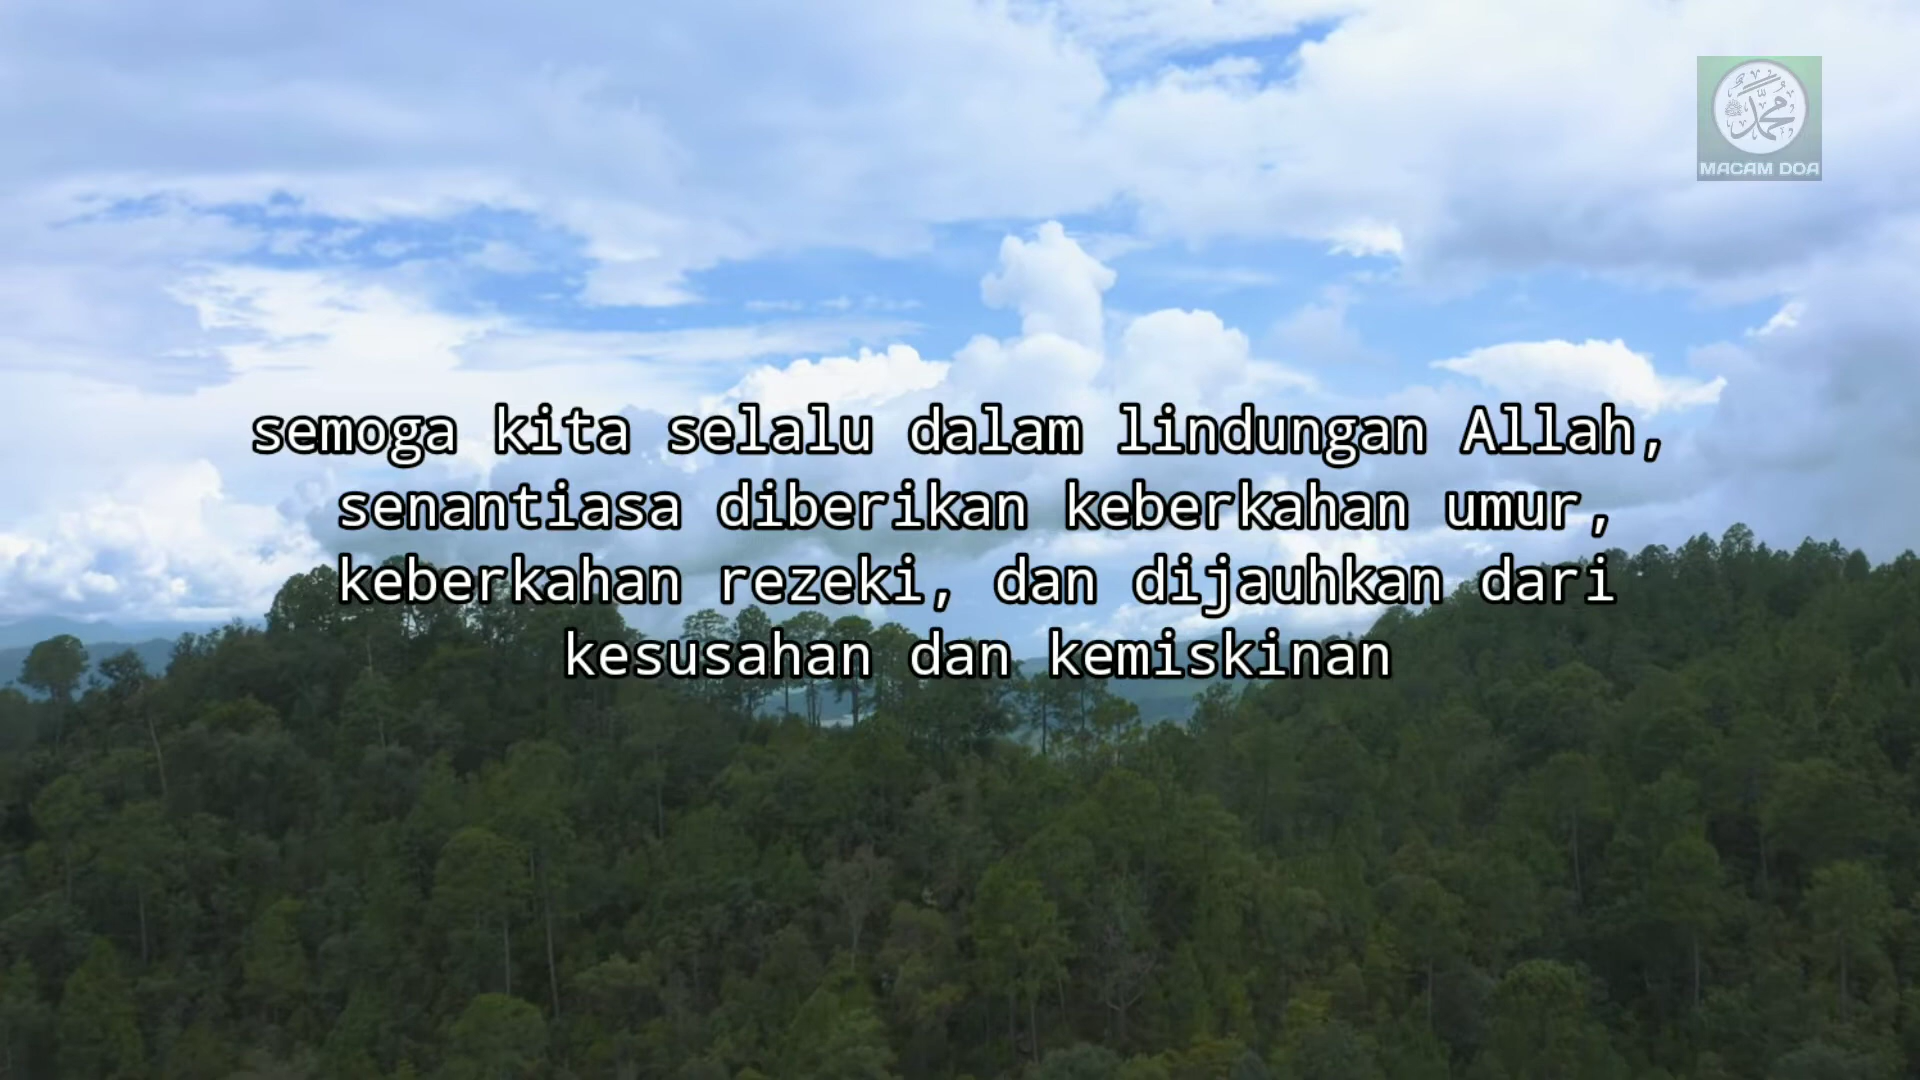 محمد
MACAM DOA
semoga kita selalu dalam lindungan Allah,
senantiasa diberikan keberkahan umur,
keberkahan rezeki, dan dijauhkan dari
kesusahan dan kemiskinan